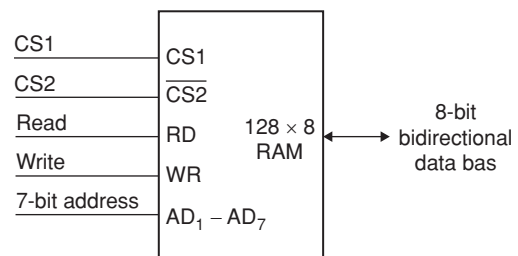 CS1
CS2
Read
Write
7-bit address
CS1
C̅S̅2̅
RD
WR
AD₁ – AD₇
128 × 8
RAM
8-bit
bidirectional
data bas